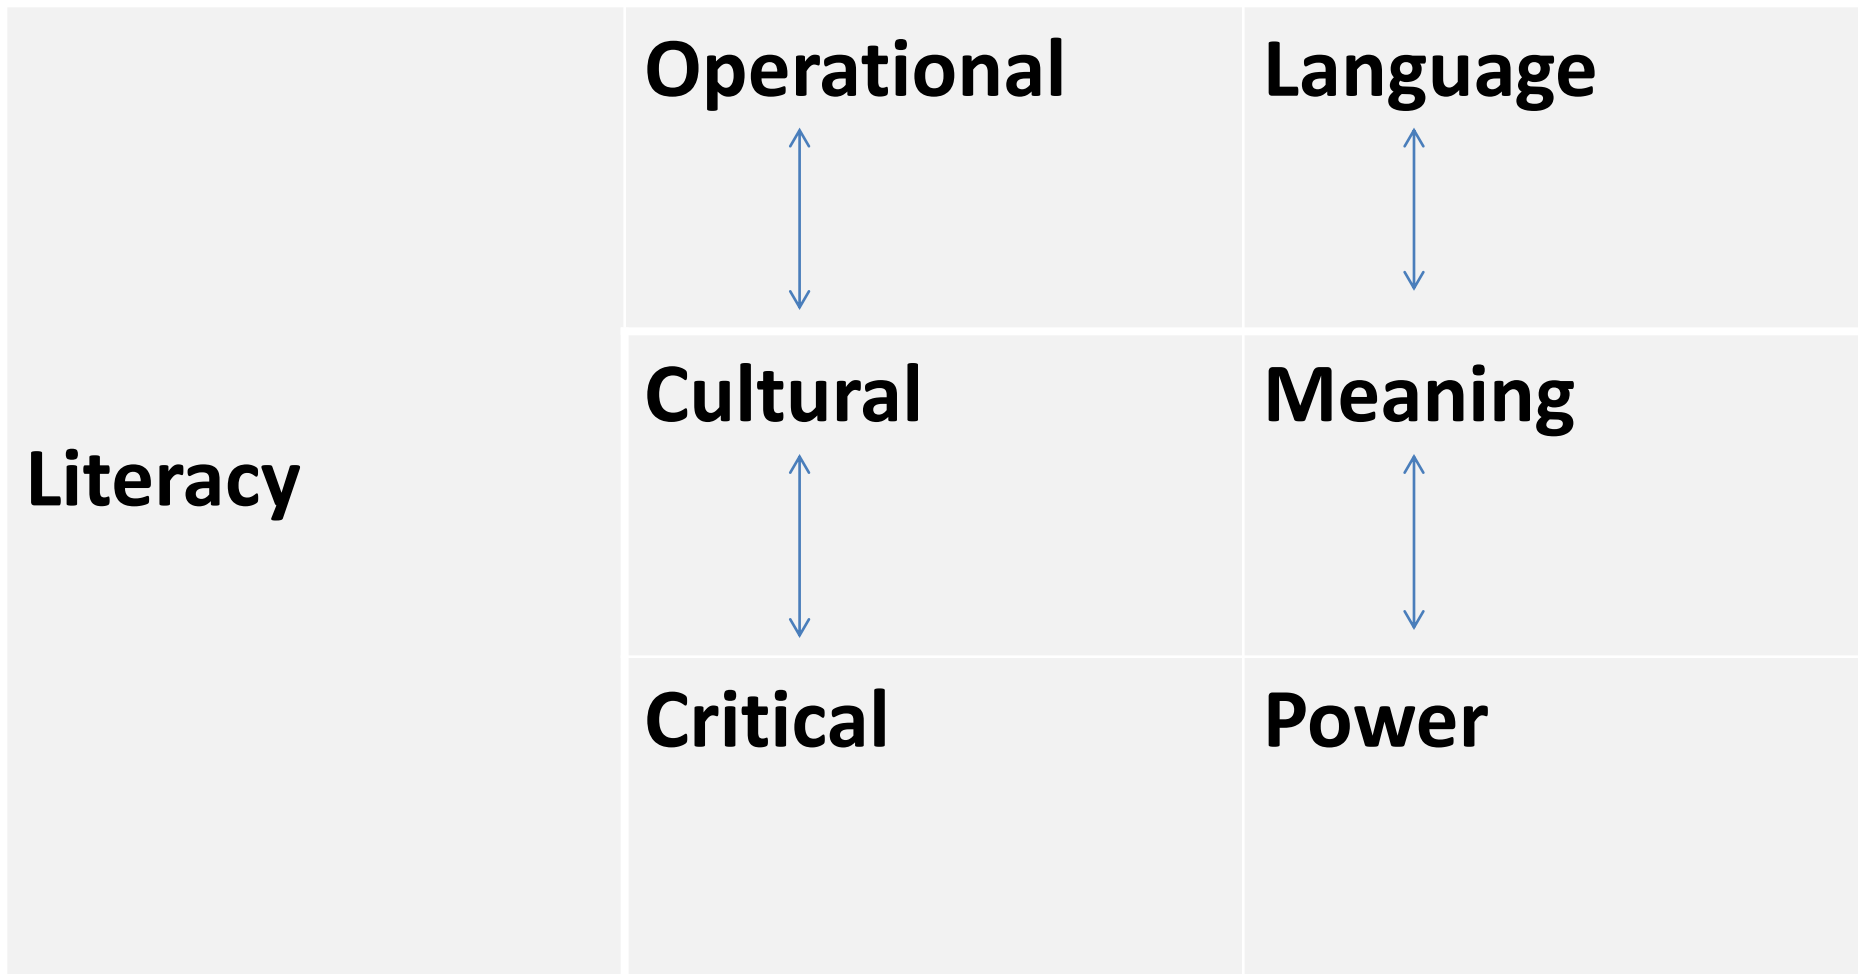 Operational
Language
Cultural
Meaning
Literacy
Critical
Power